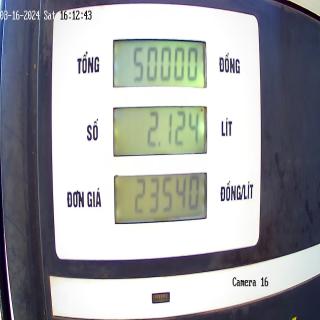 03-16-2024 Sat 16:12:43
TỔNG 50000 ĐỒNG
SỐ 2.124 LÍT
ĐƠN GIÁ 23540 ĐỒNG/LÍT
Camera 16